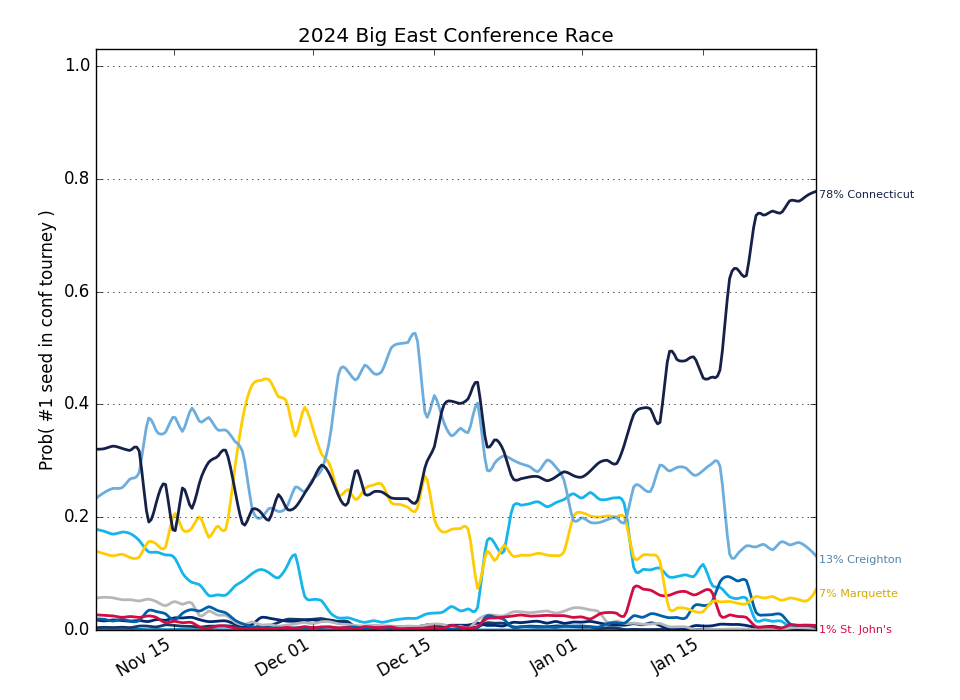 2024 Big East Conference Race
Prob( #1 seed in conf tourney )
1.0
0.8
0.6
0.4
0.2
0.0
Nov 15
Dec 01
Dec 15
Jan 01
Jan 15
78% Connecticut
13% Creighton
7% Marquette
1% St. John's